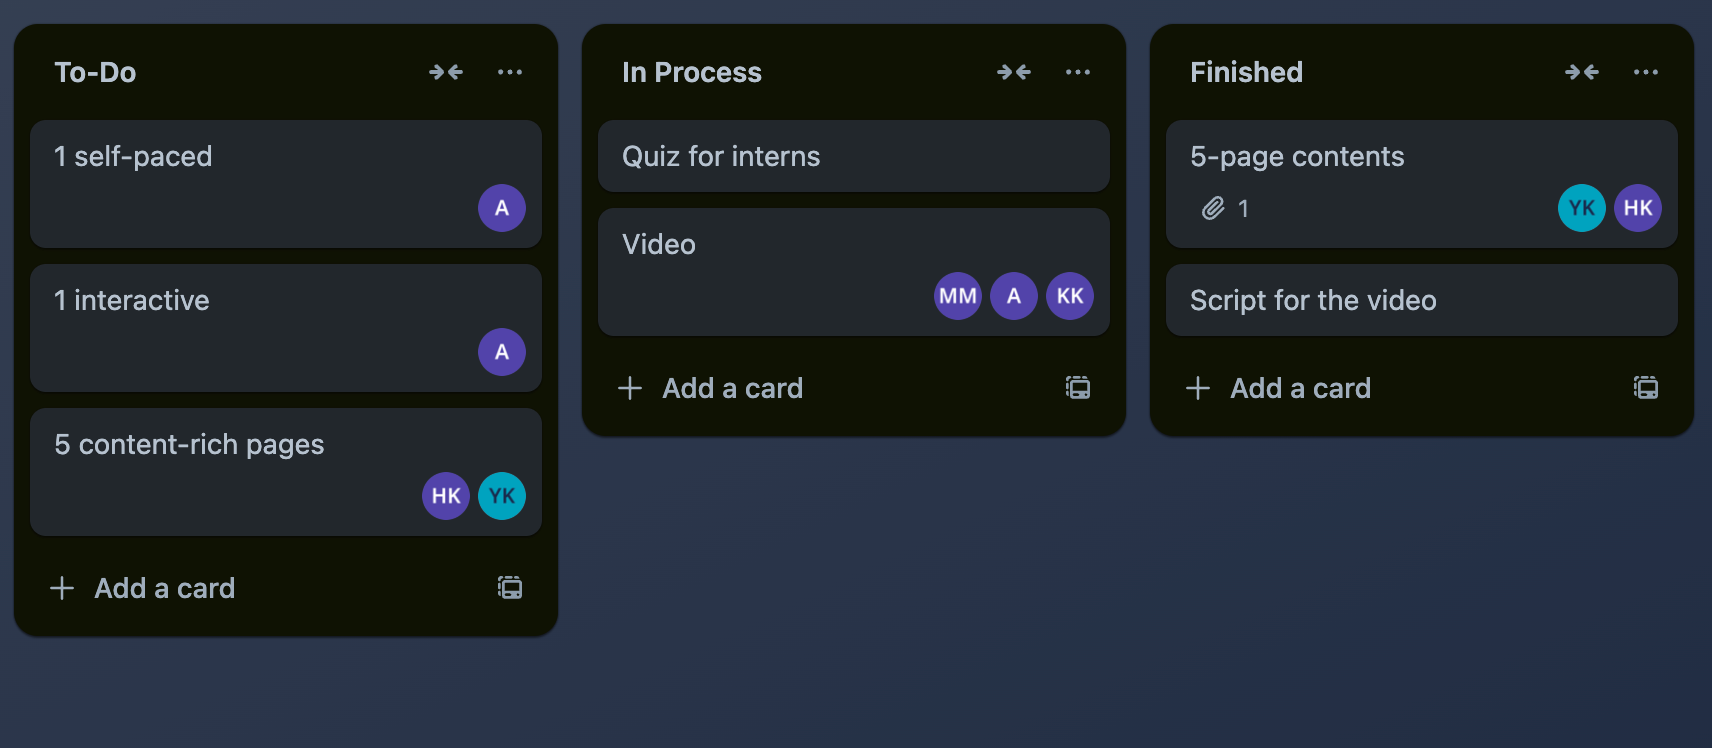 To-Do
1 self-paced
A
1 interactive
A
5 content-rich pages
HK YK
Add a card
In Process
Quiz for interns
Video
MM A KK
Add a card
Finished
5-page contents
1 YK HK
Script for the video
Add a card